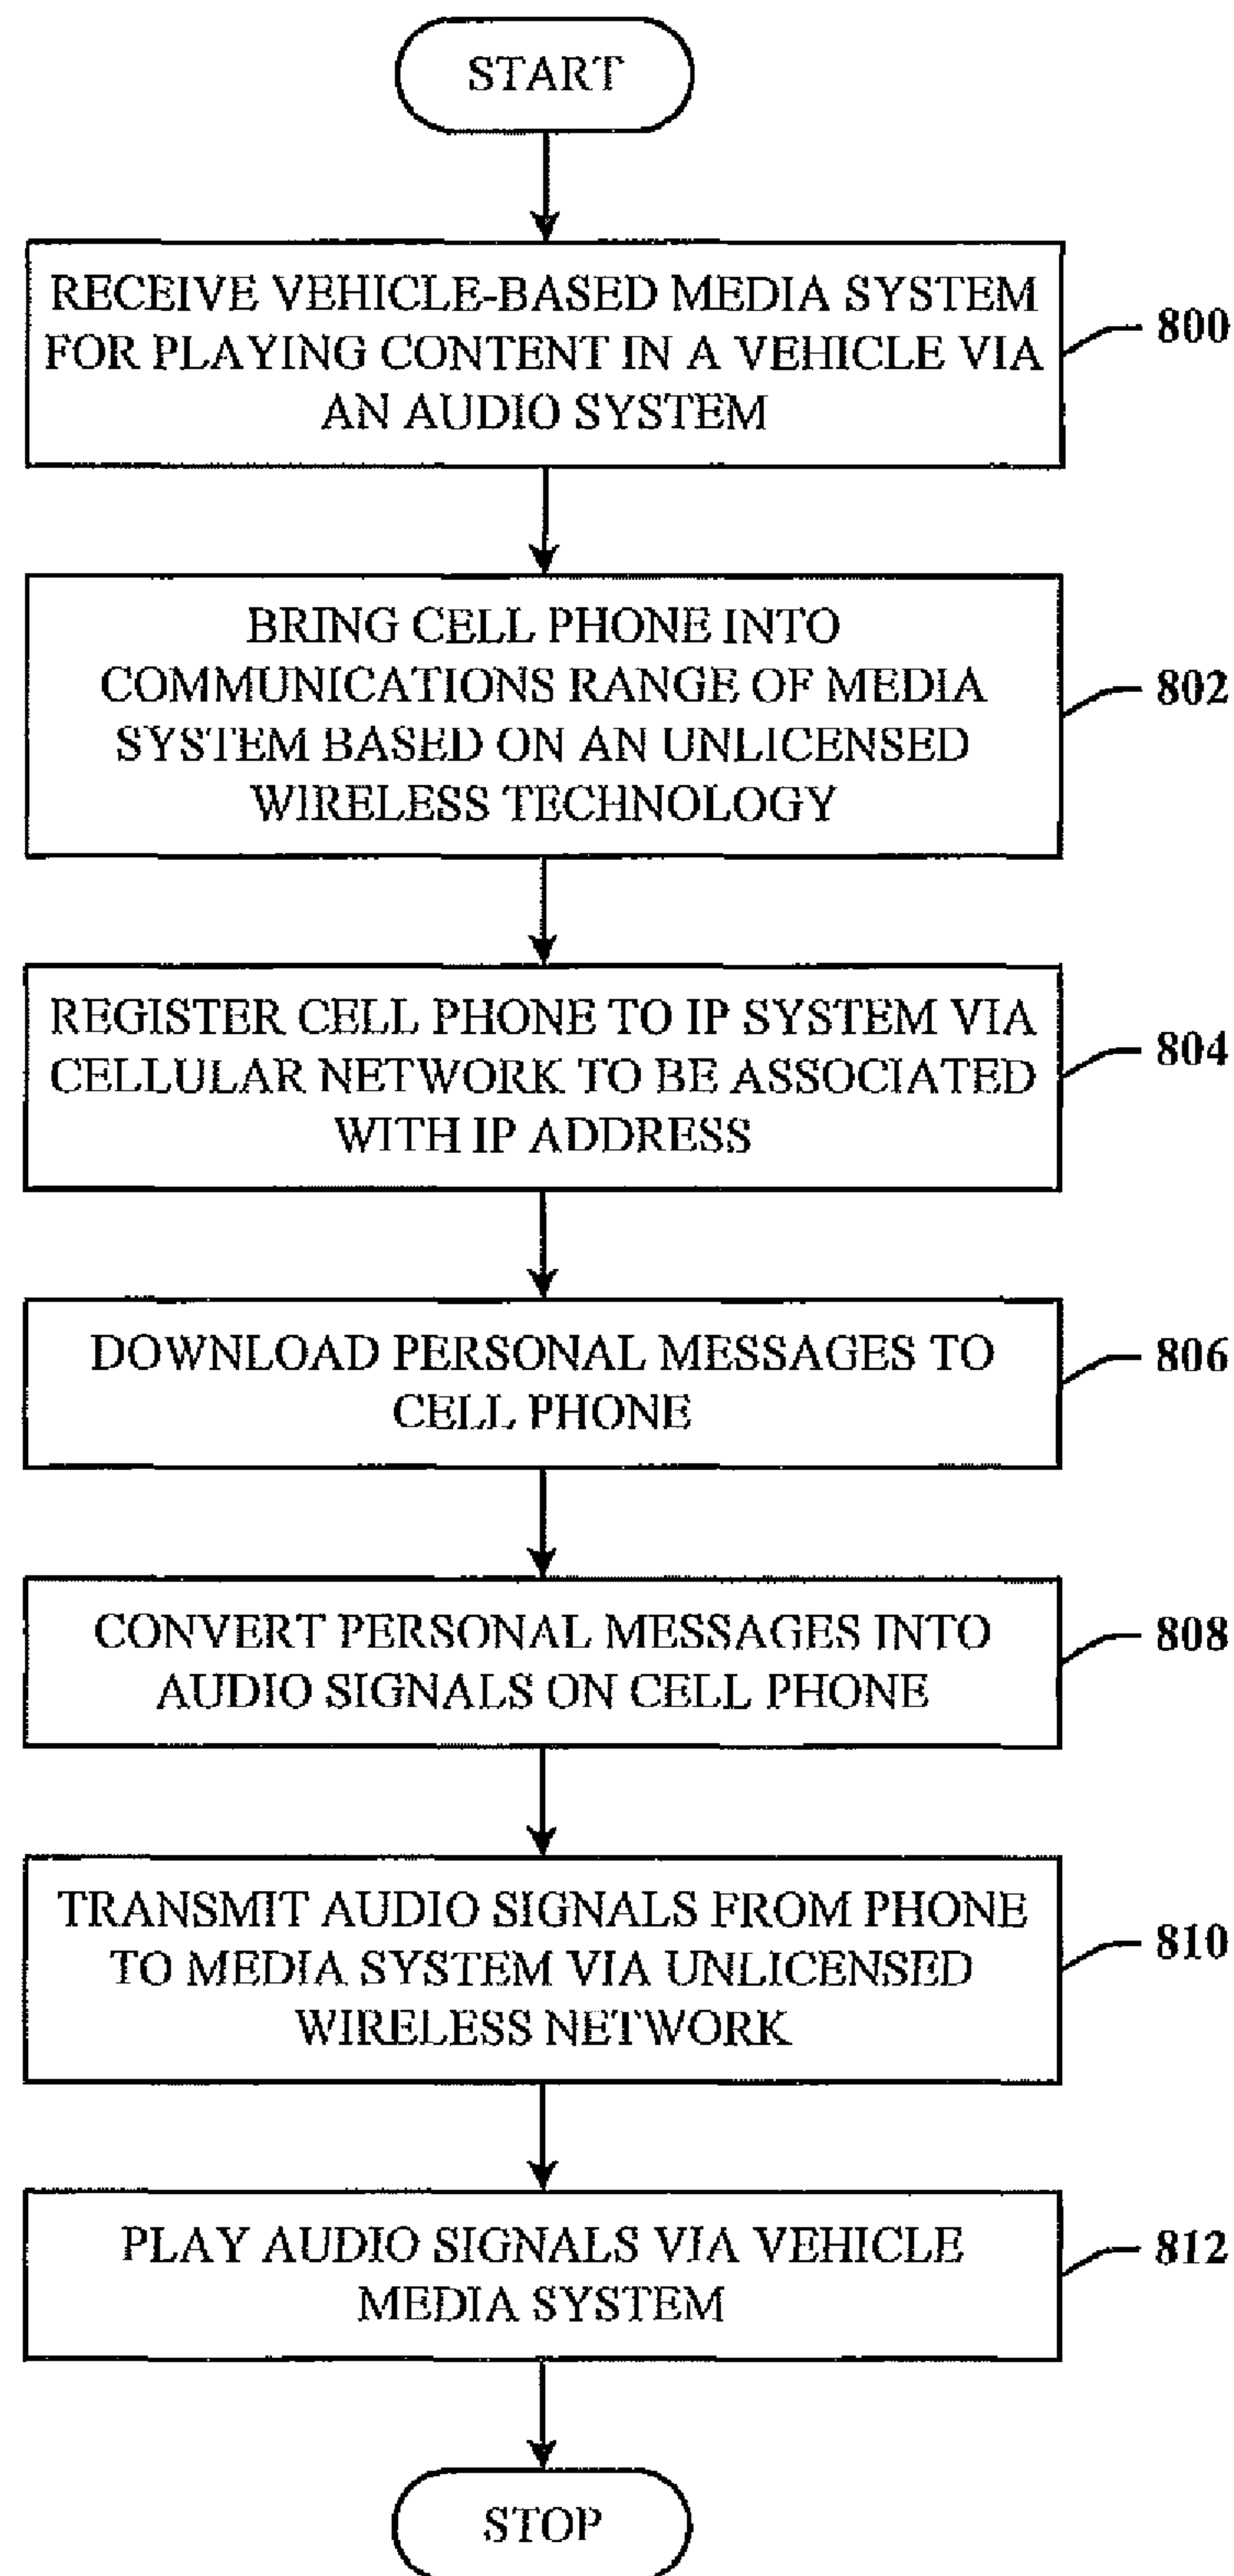 START
RECEIVE VEHICLE-BASED MEDIA SYSTEM
FOR PLAYING CONTENT IN A VEHICLE VIA
AN AUDIO SYSTEM
800
BRING CELL PHONE INTO
COMMUNICATIONS RANGE OF MEDIA
SYSTEM BASED ON AN UNLICENSED
WIRELESS TECHNOLOGY
802
REGISTER CELL PHONE TO IP SYSTEM VIA
CELLULAR NETWORK TO BE ASSOCIATED
WITH IP ADDRESS
804
DOWNLOAD PERSONAL MESSAGES TO
CELL PHONE
806
CONVERT PERSONAL MESSAGES INTO
AUDIO SIGNALS ON CELL PHONE
808
TRANSMIT AUDIO SIGNALS FROM PHONE
TO MEDIA SYSTEM VIA UNLICENSED
WIRELESS NETWORK
810
PLAY AUDIO SIGNALS VIA VEHICLE
MEDIA SYSTEM
812
STOP